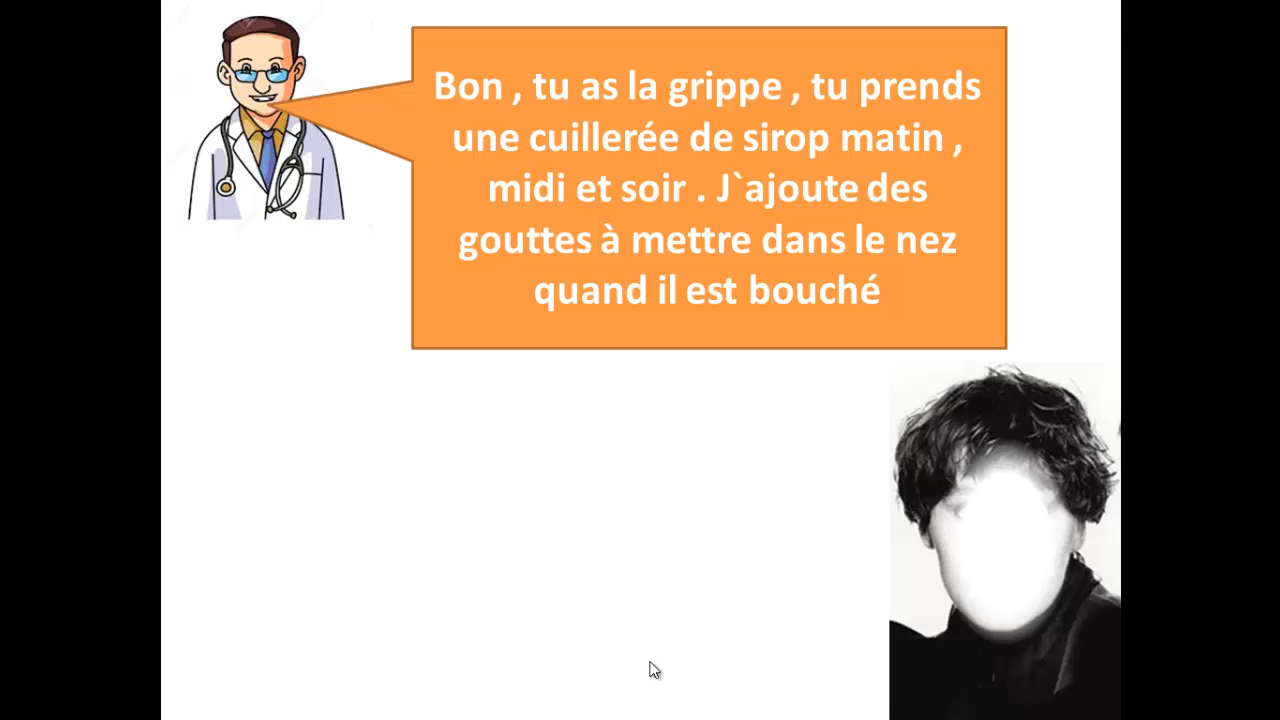 Bon , tu as la grippe , tu prends
une cuillerée de sirop matin ,
midi et soir . J`ajoute des
gouttes à mettre dans le nez
quand il est bouché